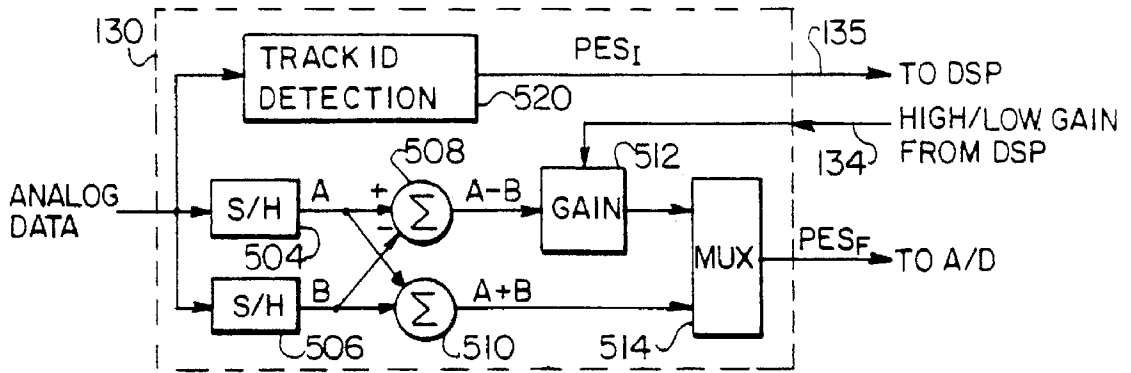 130
TRACK ID
DETECTION
520
PES_I
135
TO DSP
HIGH/LOW GAIN
FROM DSP
134
508
512
ANALOG
DATA
S/H
504
A
+
-
Σ
A-B
GAIN
MUX
PES_F
TO A/D
S/H
506
B
Σ
510
A+B
514